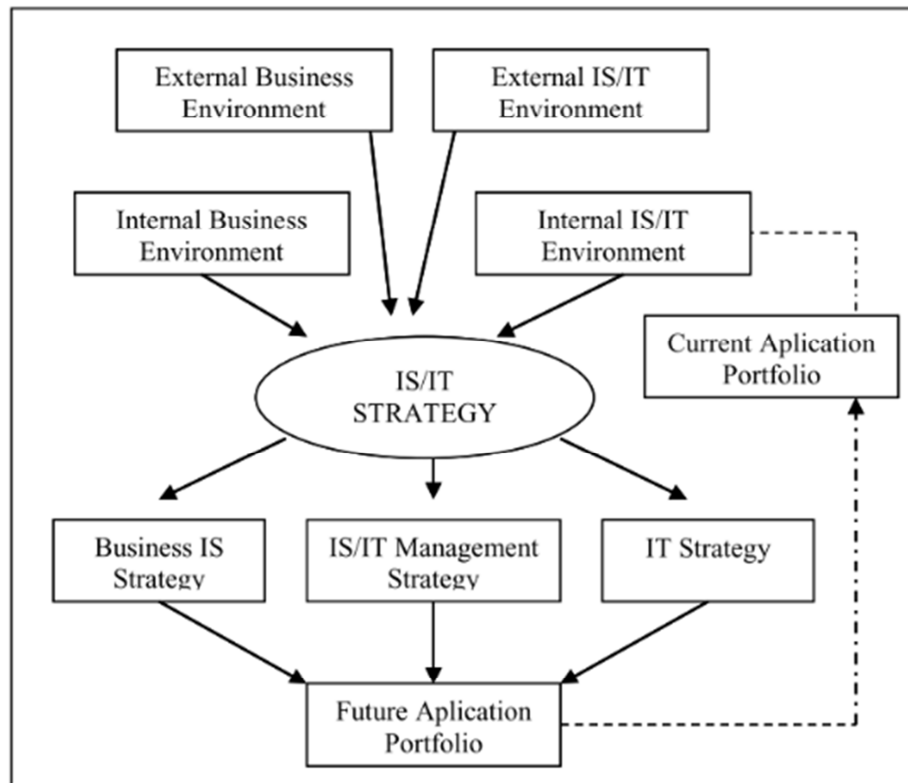 External Business
Environment
External IS/IT
Environment
Internal Business
Environment
Internal IS/IT
Environment
Current Aplication
Portfolio
IS/IT
STRATEGY
Business IS
Strategy
IS/IT Management
Strategy
IT Strategy
Future Aplication
Portfolio